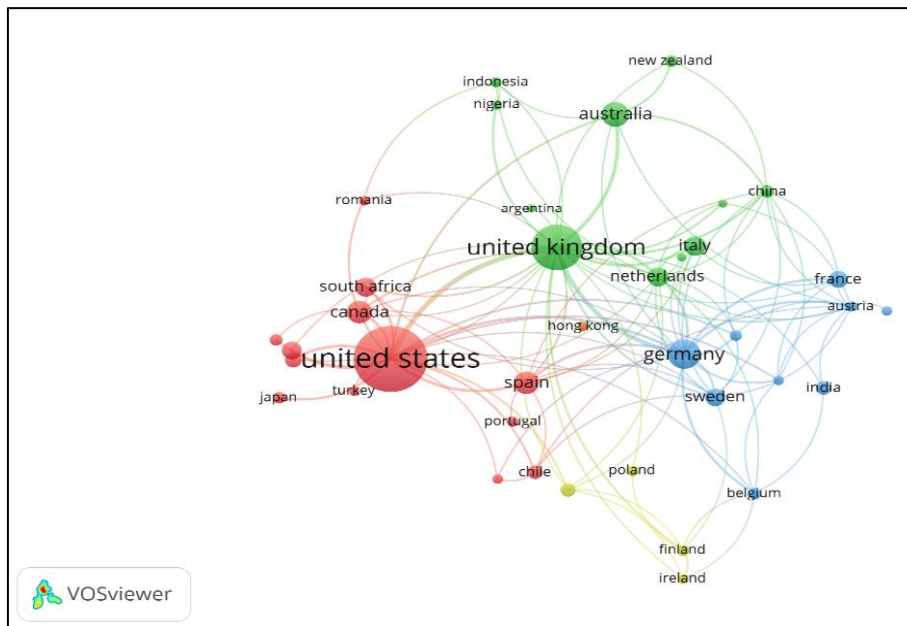 new zealand
indonesia
nigeria
australia
china
romania
argentina
united kingdom
italy
netherlands
south africa
france
canada
austria
hong kong
united states
germany
spain
turkey
japan
sweden
india
portugal
chile
poland
belgium
finland
ireland
VOSviewer